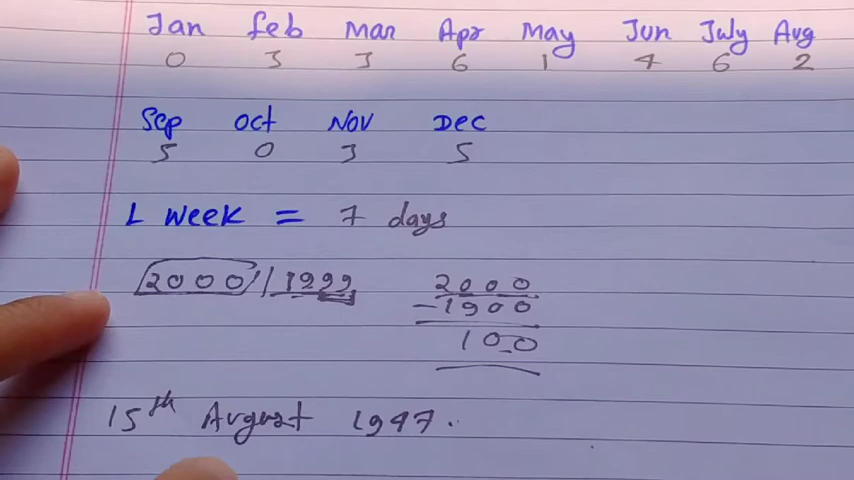 Jan Feb Mar Apr May Jun July Aug
0 3 3 6 1 4 6 2
Sep Oct Nov Dec
5 0 3 5
1 week = 7 days
2000 // 1999 2000
-1900
100
15th August 1947.